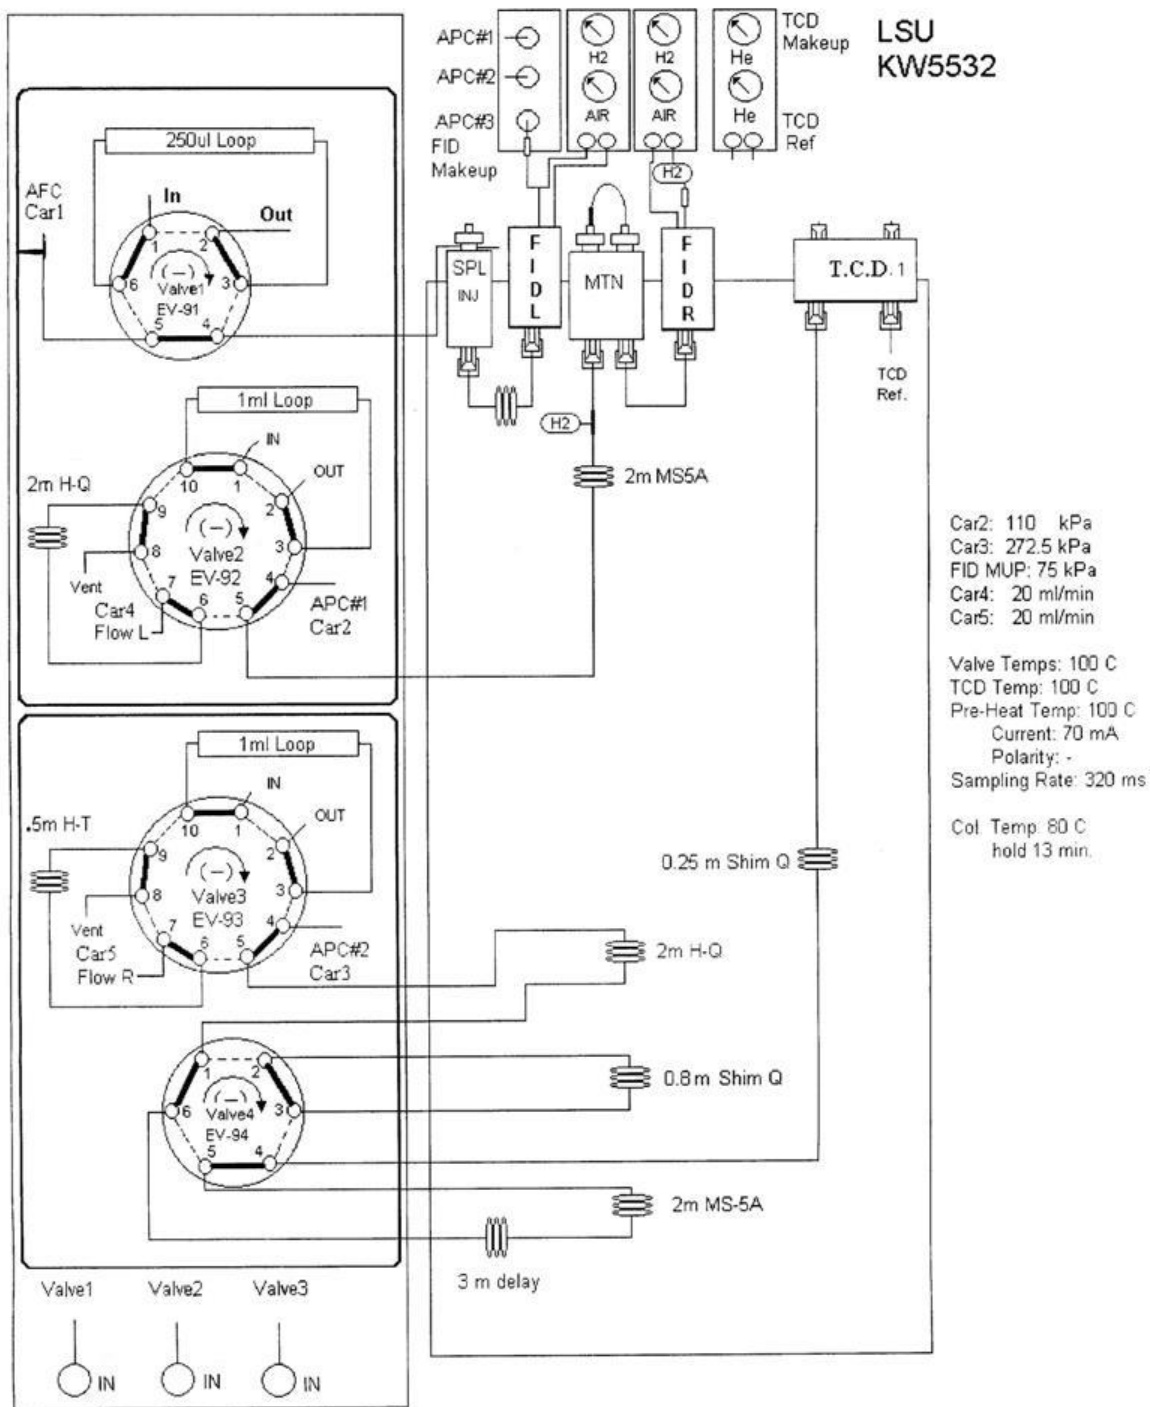 LSU
KW5532
APC#1
APC#2
APC#3
FID
Makeup
H2
AIR
H2
AIR
He
He
TCD
Makeup
TCD
Ref
H2
250ul Loop
AFC
Car1
In
Out
1
2
3
4
5
6
(-)
Valve1
EV-91
SPL
INJ
FIDL
MTN
FIDR
T.C.D. 1
TCD
Ref.
H2
2m MS5A
1ml Loop
IN
OUT
2m H-Q
10
1
2
3
4
5
6
7
8
9
(-)
Valve2
EV-92
Vent
Car4
Flow L
APC#1
Car2
Car2: 110 kPa
Car3: 272.5 kPa
FID MUP: 75 kPa
Car4: 20 ml/min
Car5: 20 ml/min
Valve Temps: 100 C
TCD Temp: 100 C
Pre-Heat Temp: 100 C
Current: 70 mA
Polarity: -
Sampling Rate: 320 ms
Col. Temp: 80 C
hold 13 min.
1ml Loop
IN
OUT
.5m H-T
10
1
2
3
4
5
6
7
8
9
(-)
Valve3
EV-93
Vent
Car5
Flow R
APC#2
Car3
0.25 m Shim Q
2m H-Q
1
2
3
4
5
6
(-)
Valve4
EV-94
0.8 m Shim Q
2m MS-5A
3 m delay
Valve1
Valve2
Valve3
IN
IN
IN